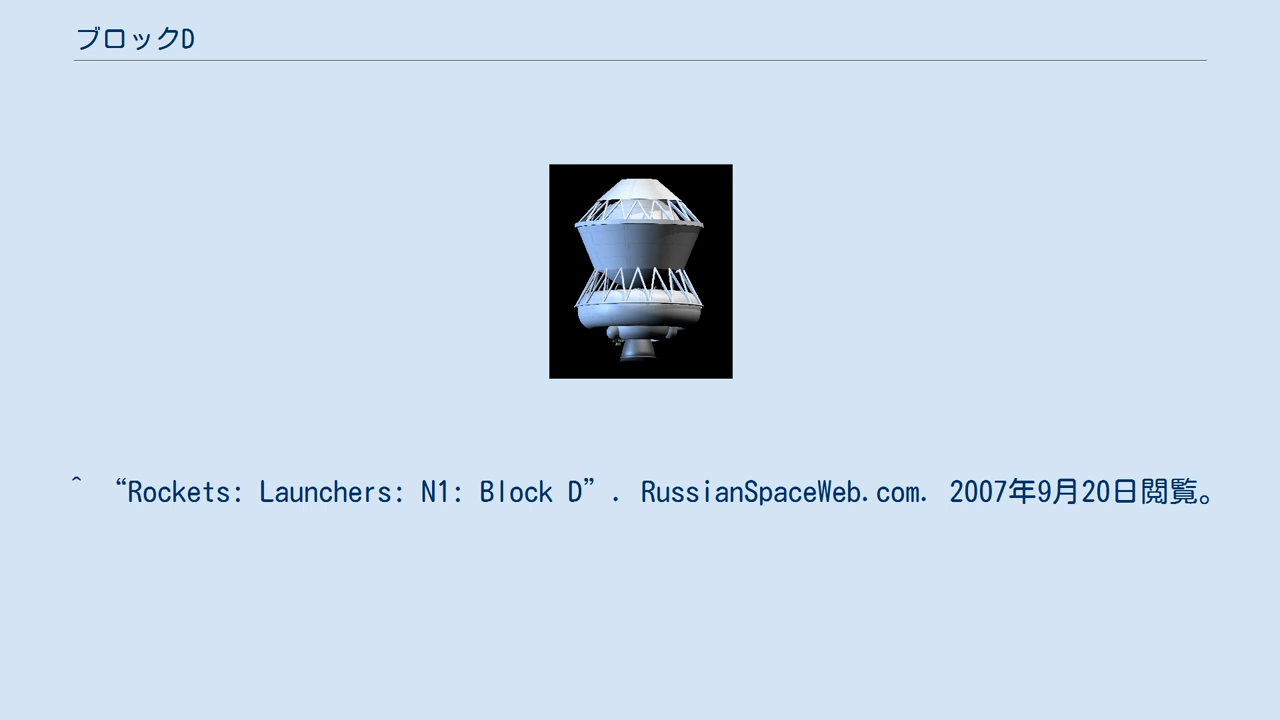 ブロックD
^ “Rockets: Launchers: N1: Block D”. RussianSpaceWeb.com. 2007年9月20日閲覧。